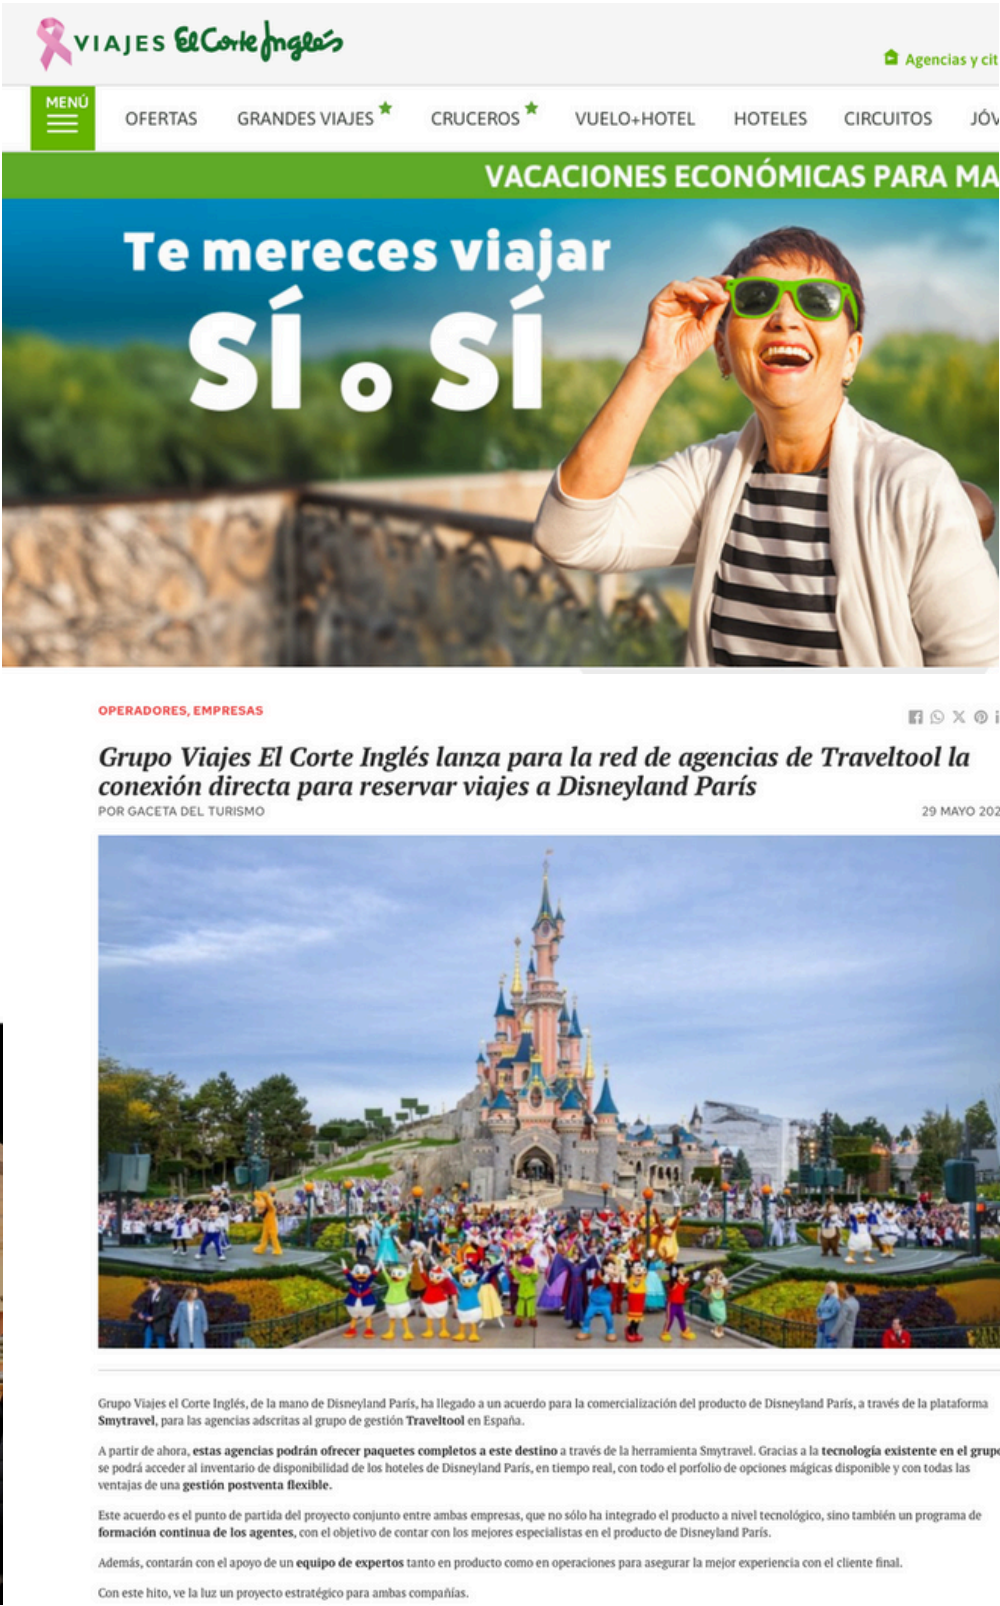 VIAJES El Corte Inglés
Agencias y cit
MENÚ
OFERTAS GRANDES VIAJES CRUCEROS VUELO+HOTEL HOTELES CIRCUITOS JÓV
VACACIONES ECONÓMICAS PARA MA
Te mereces viajar
SÍ o SÍ
OPERADORES, EMPRESAS
Grupo Viajes El Corte Inglés lanza para la red de agencias de Traveltool la
conexión directa para reservar viajes a Disneyland París
POR GACETA DEL TURISMO
29 MAYO 202
Grupo Viajes el Corte Inglés, de la mano de Disneyland París, ha llegado a un acuerdo para la comercialización del producto de Disneyland París, a través de la plataforma
Smytravel, para las agencias adscritas al grupo de gestión Traveltool en España.
A partir de ahora, estas agencias podrán ofrecer paquetes completos a este destino a través de la herramienta Smytravel. Gracias a la tecnología existente en el grupo
se podrá acceder al inventario de disponibilidad de los hoteles de Disneyland París, en tiempo real, con todo el porfolio de opciones mágicas disponible y con todas las
ventajas de una gestión postventa flexible.
Este acuerdo es el punto de partida del proyecto conjunto entre ambas empresas, que no sólo ha integrado el producto a nivel tecnológico, sino también un programa de
formación continua de los agentes, con el objetivo de contar con los mejores especialistas en el producto de Disneyland París.
Además, contarán con el apoyo de un equipo de expertos tanto en producto como en operaciones para asegurar la mejor experiencia con el cliente final.
Con este hito, ve la luz un proyecto estratégico para ambas compañías.